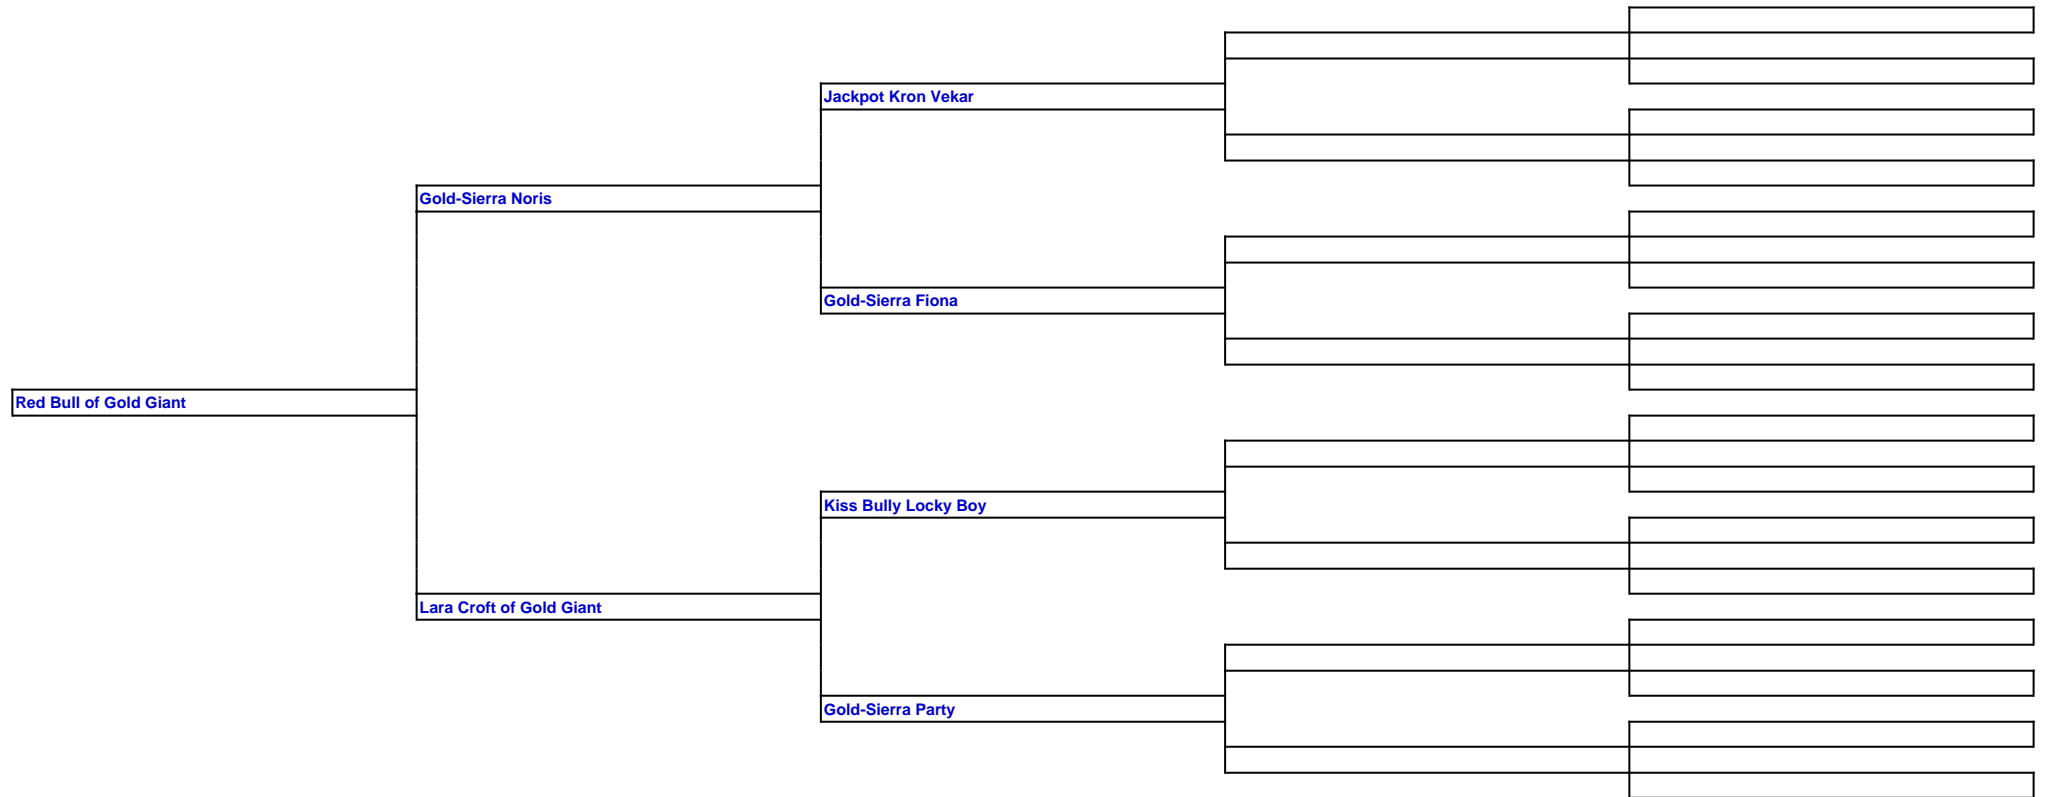 Jackpot Kron Vekar
Gold-Sierra Noris
Gold-Sierra Fiona
Red Bull of Gold Giant
Kiss Bully Locky Boy
Lara Croft of Gold Giant
Gold-Sierra Party